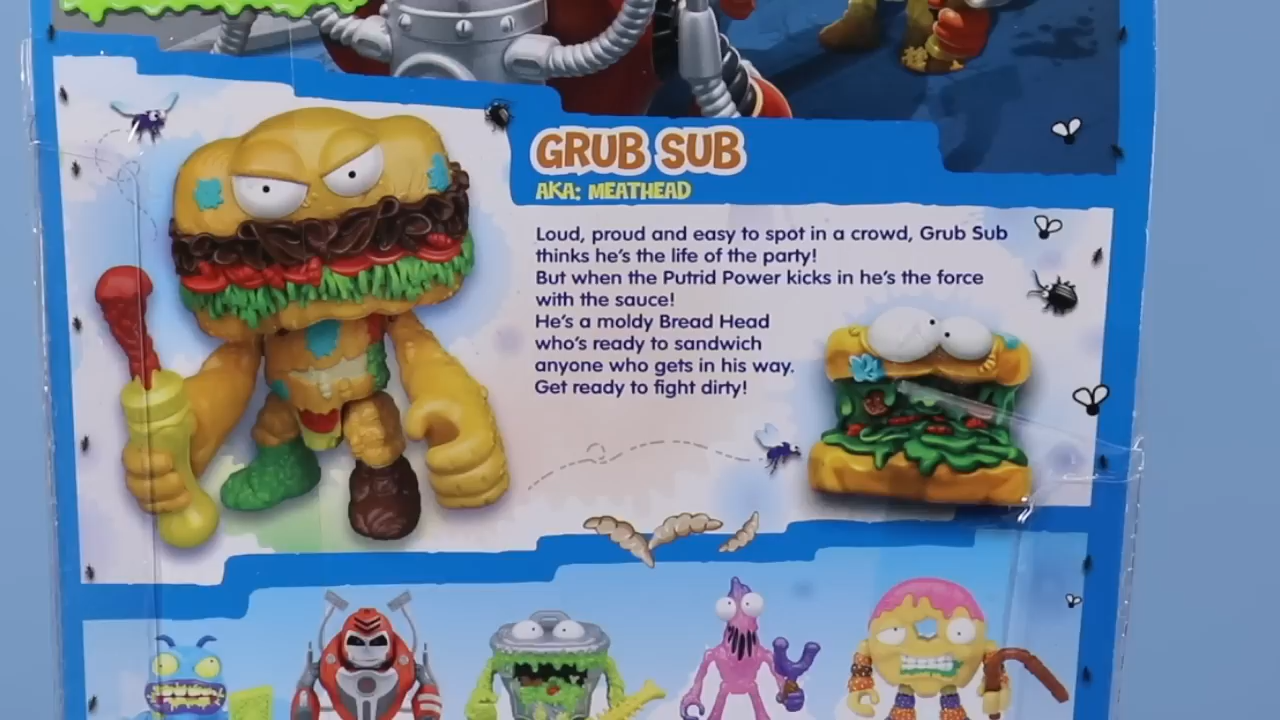 GRUB SUB
AKA: MEATHEAD
Loud, proud and easy to spot in a crowd, Grub Sub
thinks he's the life of the party!
But when the Putrid Power kicks in he's the force
with the sauce!
He's a moldy Bread Head
who's ready to sandwich
anyone who gets in his way.
Get ready to fight dirty!